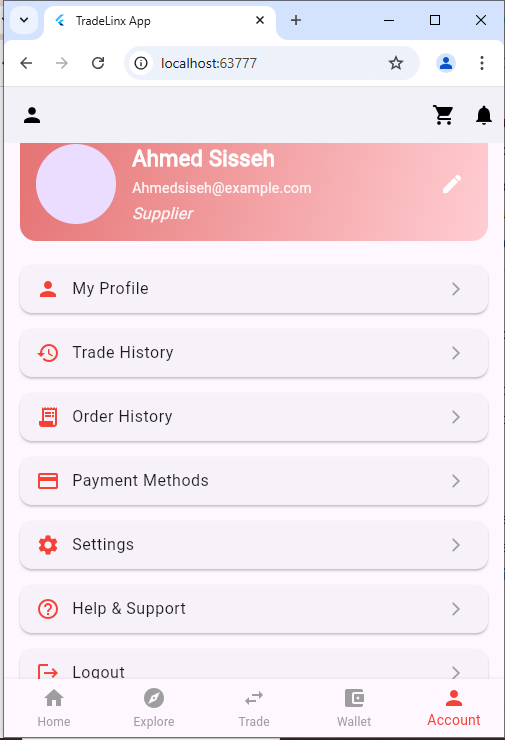 TradeLinx App
localhost:63777
Ahmed Sisseh
Ahmedsiseh@example.com
Supplier
My Profile
Trade History
Order History
Payment Methods
Settings
Help & Support
Logout
Home
Explore
Trade
Wallet
Account